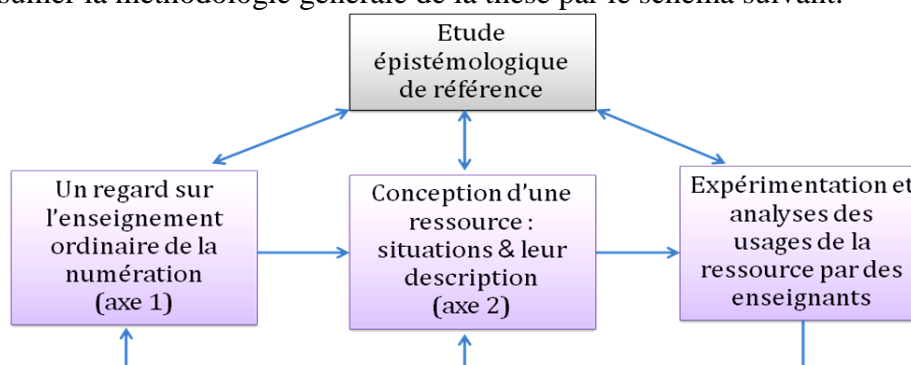 sumer la méthodologie générale de la thèse par le schéma suivant:
Etude
épistémologique
de référence
Un regard sur
l'enseignement
ordinaire de la
numération
(axe 1)
Conception d'une
ressource :
situations & leur
description
(axe 2)
Expérimentation et
analyses des
usages de la
ressource par des
enseignants